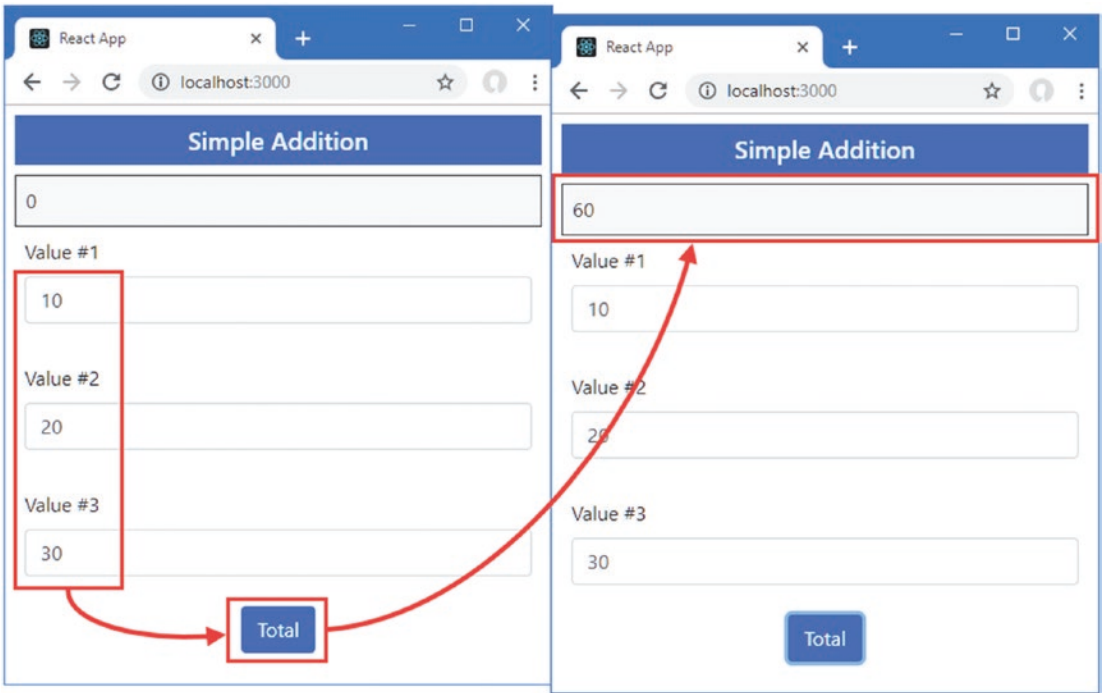 React App
localhost:3000
Simple Addition
0
Value #1
10
Value #2
20
Value #3
30
Total
React App
localhost:3000
Simple Addition
60
Value #1
10
Value #2
20
Value #3
30
Total